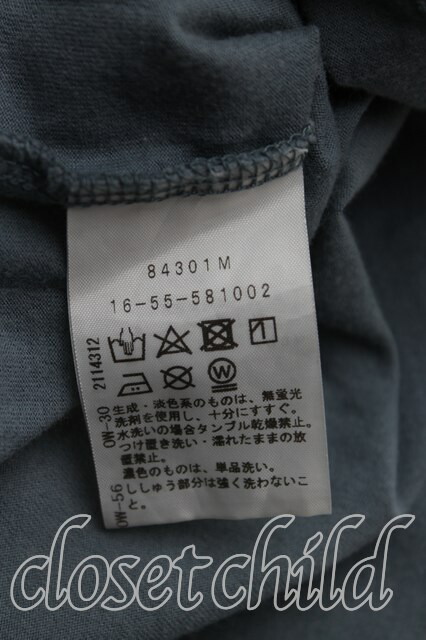 84301M
16-55-581002
2114312
W
0W-30
生成・淡色系のものは、無蛍光
洗剤を使用し、十分にすすぐ。
水洗いの場合タンブル乾燥禁止。
つけ置き洗い・濡れたままの放
置禁止。
濃色のものは、単品洗い。
0W-56
ししゅう部分は強く洗わないこ
と。
closetchild